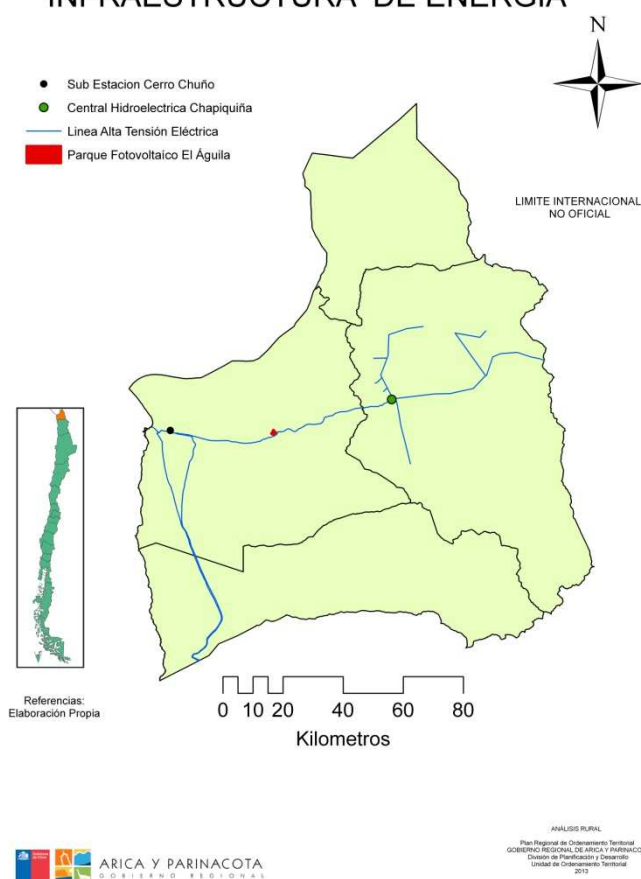 INFRAESTRUCTURA DE ENERGIA
N
Sub Estacion Cerro Chuño
Central Hidroelectrica Chapiquiña
Linea Alta Tensión Eléctrica
Parque Fotovoltaíco El Águila
LIMITE INTERNACIONAL
NO OFICIAL
Referencias:
Elaboración Propia
0 10 20 40 60 80
Kilometros
ARICA Y PARINACOTA
GOBIERNO REGIONAL
ANÁLISIS RURAL
Plan Regional de Ordenamiento Territorial
GOBIERNO REGIONAL DE ARICA Y PARINACO
División de Planificación y Desarrollo
Unidad de Ordenamiento Territorial
2013